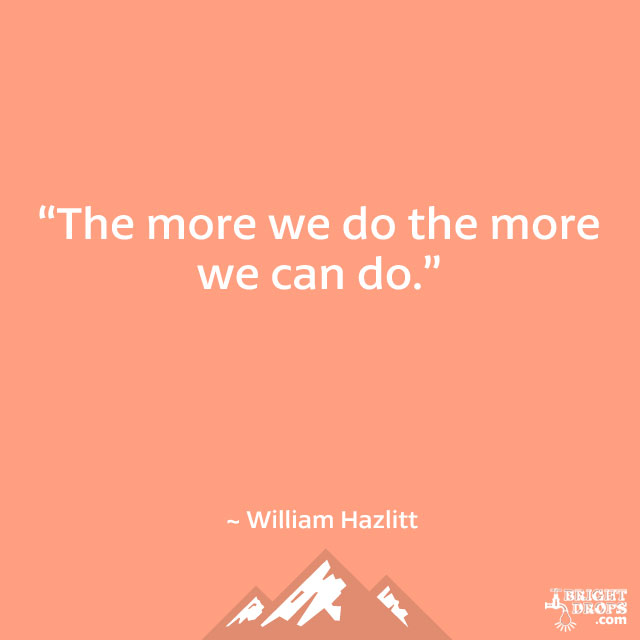 “The more we do the more
we can do.”
~ William Hazlitt
BRIGHT
DROPS
.com